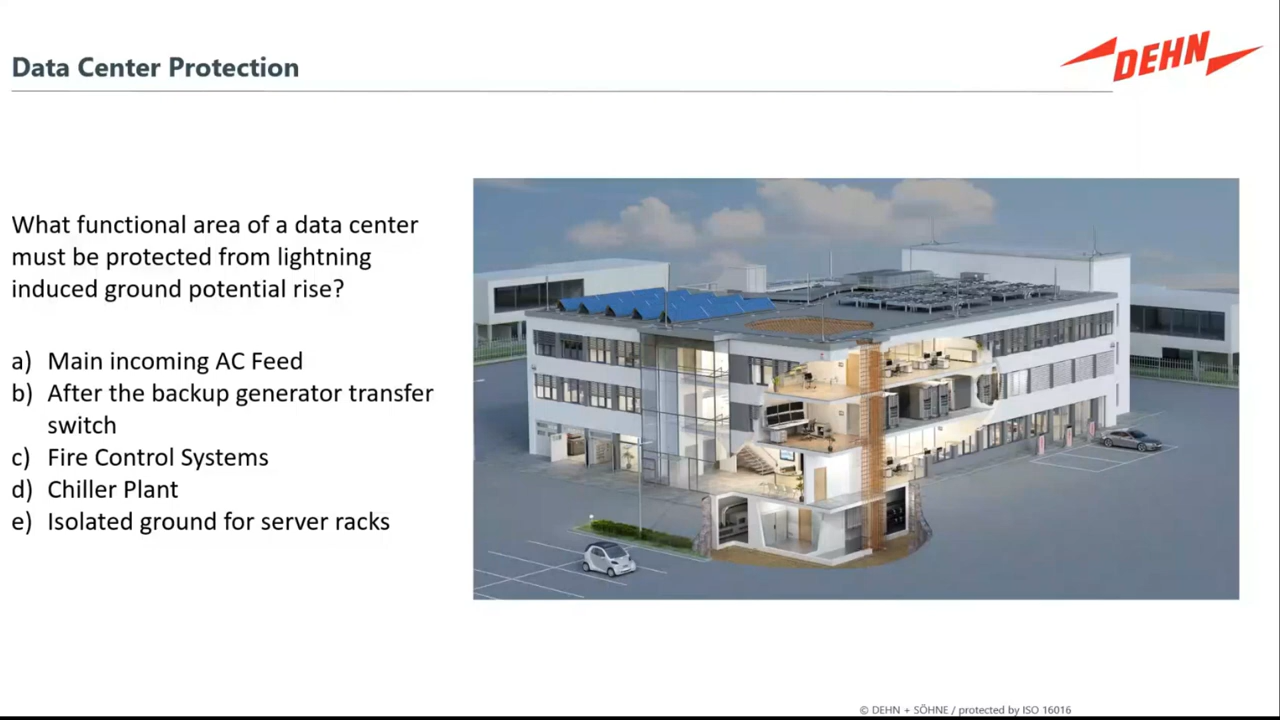 Data Center Protection
DEHN
What functional area of a data center
must be protected from lightning
induced ground potential rise?
a) Main incoming AC Feed
b) After the backup generator transfer
switch
c) Fire Control Systems
d) Chiller Plant
e) Isolated ground for server racks
© DEHN + SÖHNE / protected by ISO 16016